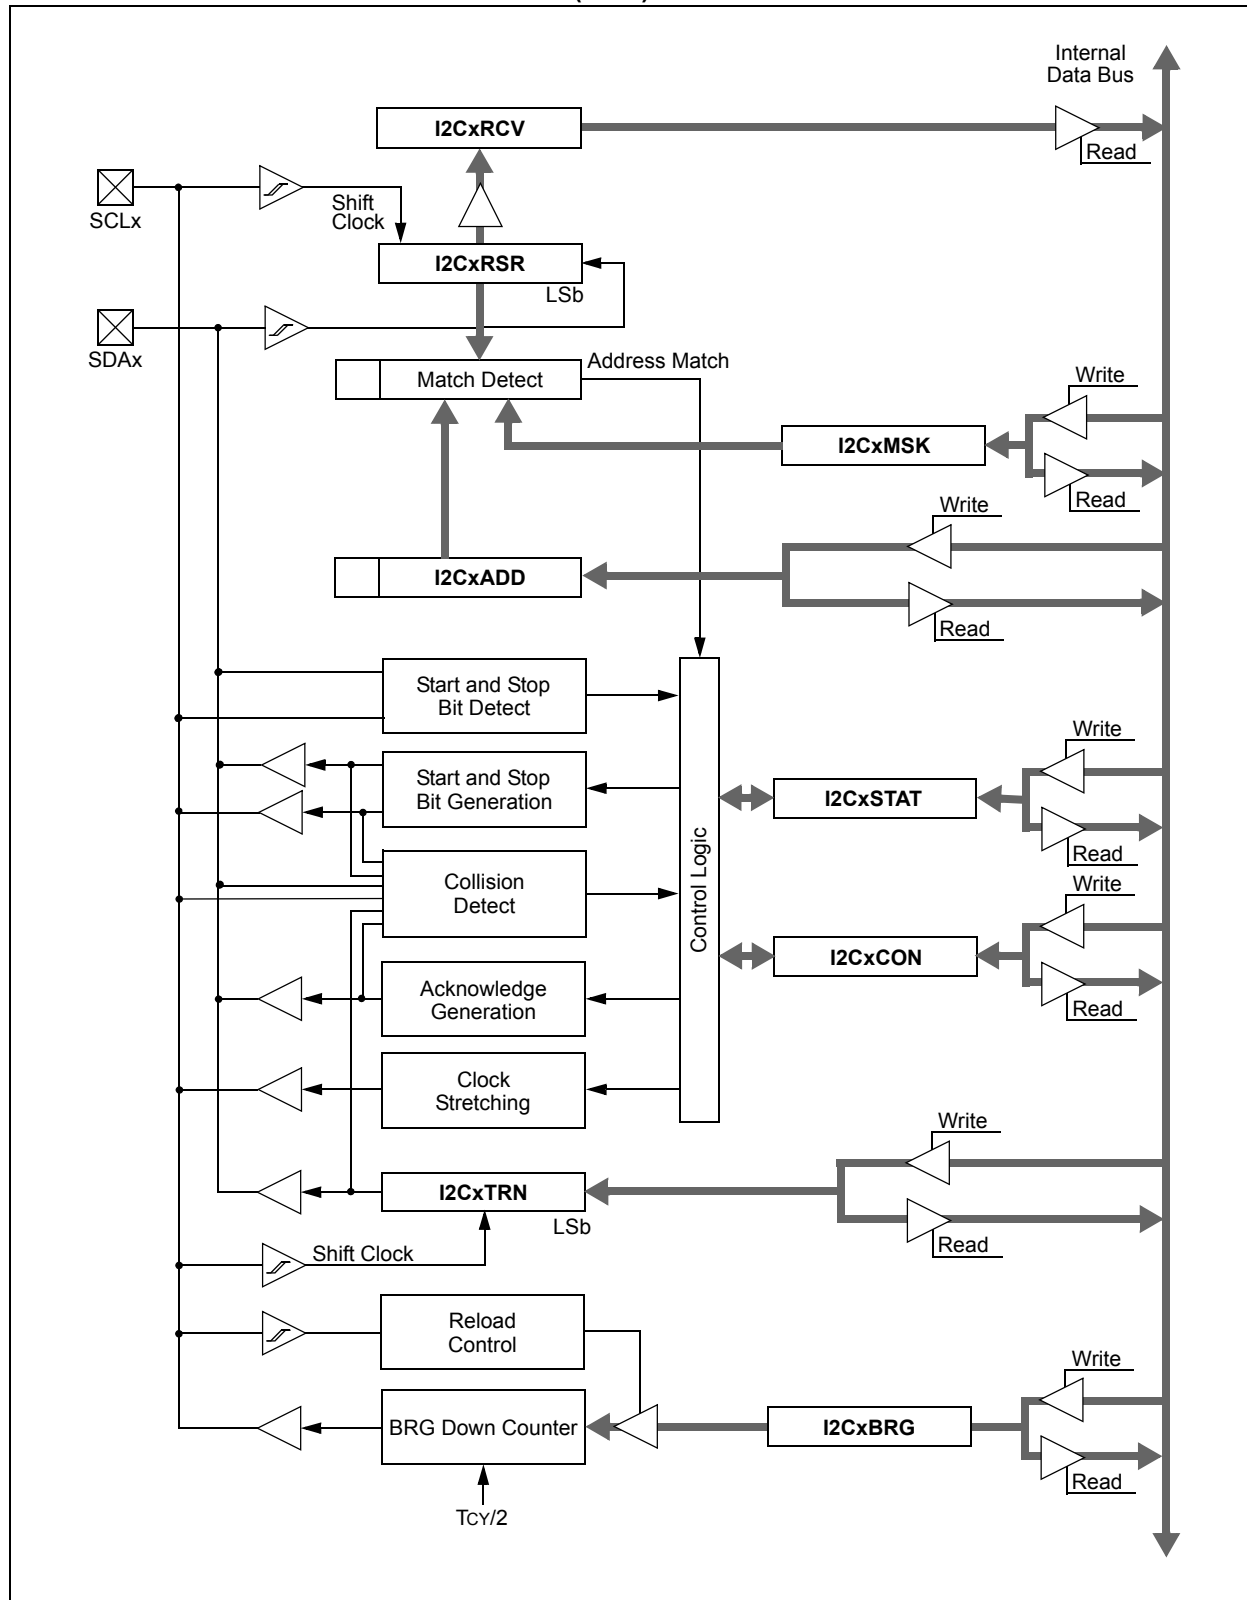 Internal
Data Bus
I2CxRCV
Read
Shift
Clock
SCLx
I2CxRSR
LSb
SDAx
Address Match
Match Detect
Write
I2CxMSK
Read
Write
I2CxADD
Read
Start and Stop
Bit Detect
Write
Start and Stop
Bit Generation
I2CxSTAT
Read
Control Logic
Collision
Detect
Write
I2CxCON
Acknowledge
Generation
Read
Clock
Stretching
Write
I2CxTRN
LSb
Read
Shift Clock
Reload
Control
Write
BRG Down Counter
I2CxBRG
Read
TCY/2